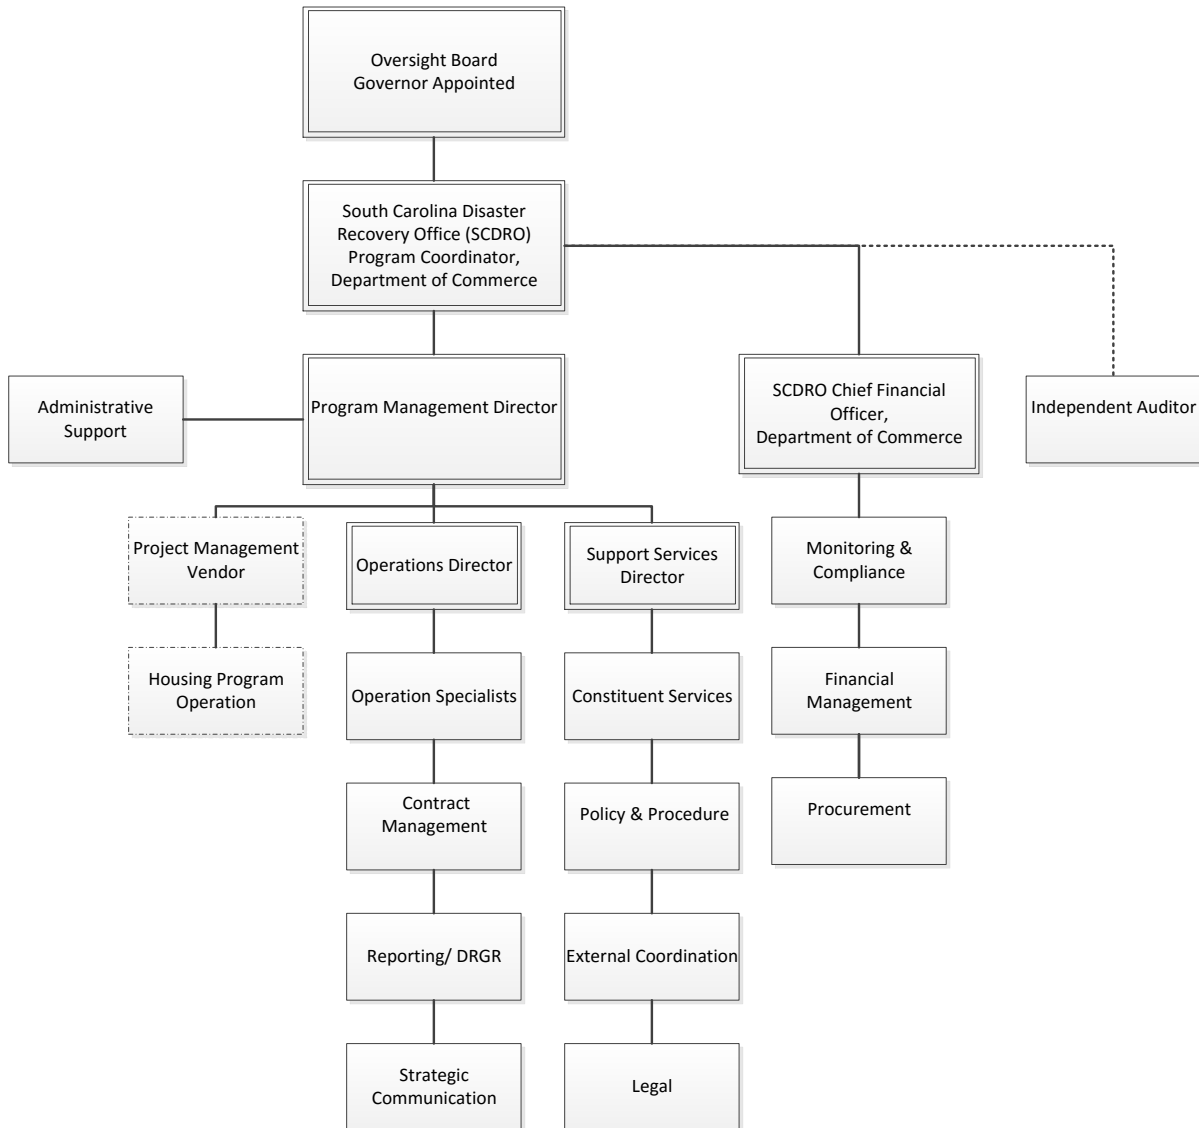 Oversight Board
Governor Appointed
South Carolina Disaster
Recovery Office (SCDRO)
Program Coordinator,
Department of Commerce
Administrative
Support
Program Management Director
SCDRO Chief Financial
Officer,
Department of Commerce
Independent Auditor
Project Management
Vendor
Operations Director
Support Services
Director
Monitoring &
Compliance
Housing Program
Operation
Operation Specialists
Constituent Services
Financial
Management
Contract
Management
Policy & Procedure
Procurement
Reporting/ DRGR
External Coordination
Strategic
Communication
Legal